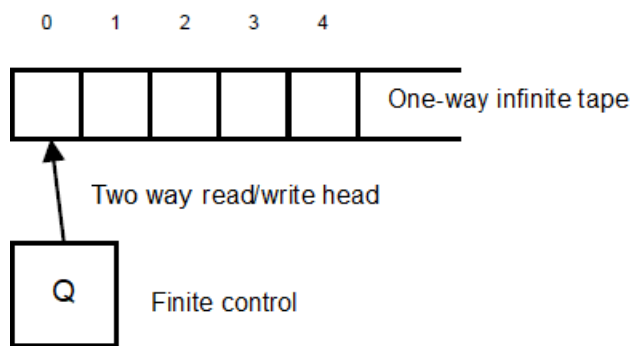 0 1 2 3 4
One-way infinite tape
Two way read/write head
Q
Finite control